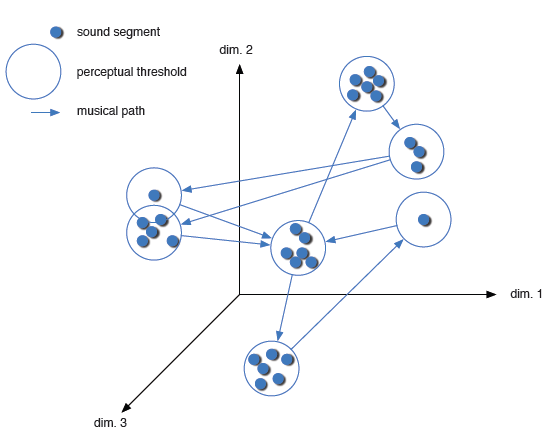 sound segment
perceptual threshold
musical path
dim. 2
dim. 1
dim. 3